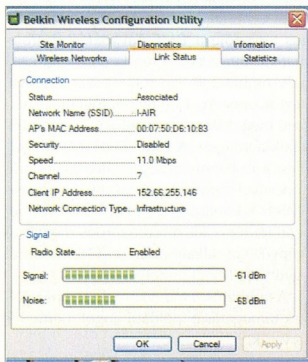 Belkin Wireless Configuration Utility
Site Monitor Diagnostics Information
Wireless Networks Link Status Statistics
Connection
Status.....................Associated
Network Name (SSID)....I-AIR
AP's MAC Address........00:07:50:D6:10:83
Security...................Disabled
Speed......................11.0 Mbps
Channel...................7
Client IP Address..........152.66.255.146
Network Connection Type... Infrastructure
Signal
Radio State................. Enabled
Signal: -61 dBm
Noise: -68 dBm
OK Cancel Apply